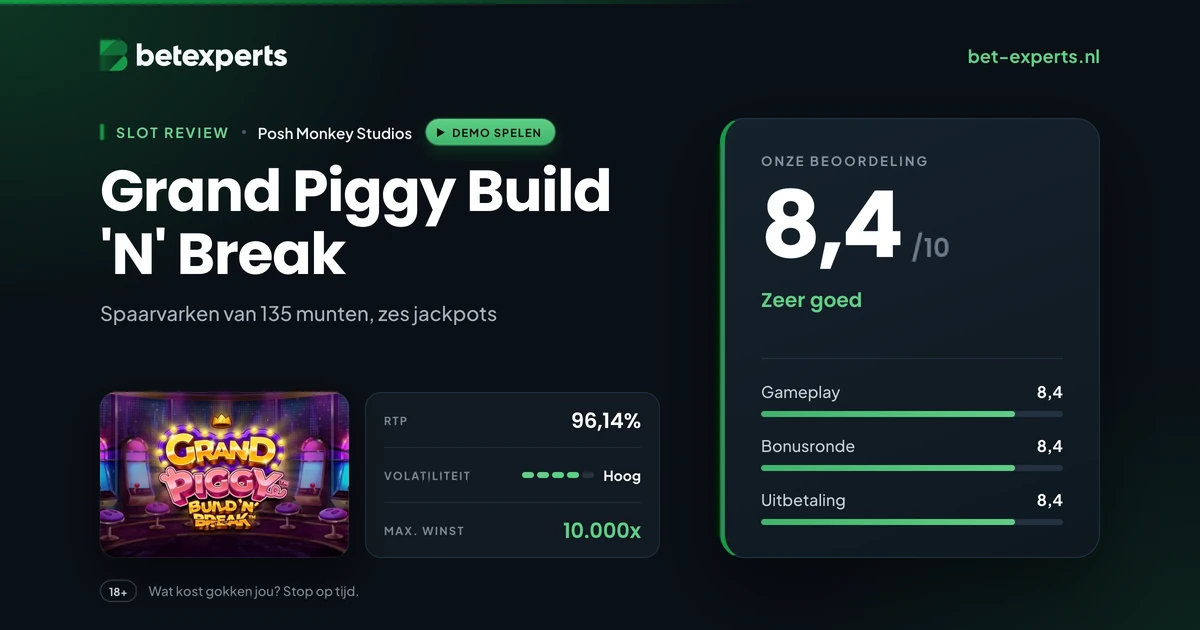 betexperts
bet-experts.nl
SLOT REVIEW • Posh Monkey Studios ▶ DEMO SPELEN
Grand Piggy Build
'N' Break
Spaarvarken van 135 munten, zes jackpots
GRAND
PIGGY
BUILD 'N'
BREAK
RTP 96,14%
VOLATILITEIT Hoog
MAX. WINST 10.000x
18+ Wat kost gokken jou? Stop op tijd.
ONZE BEOORDELING
8,4 /10
Zeer goed
Gameplay 8,4
Bonusronde 8,4
Uitbetaling 8,4